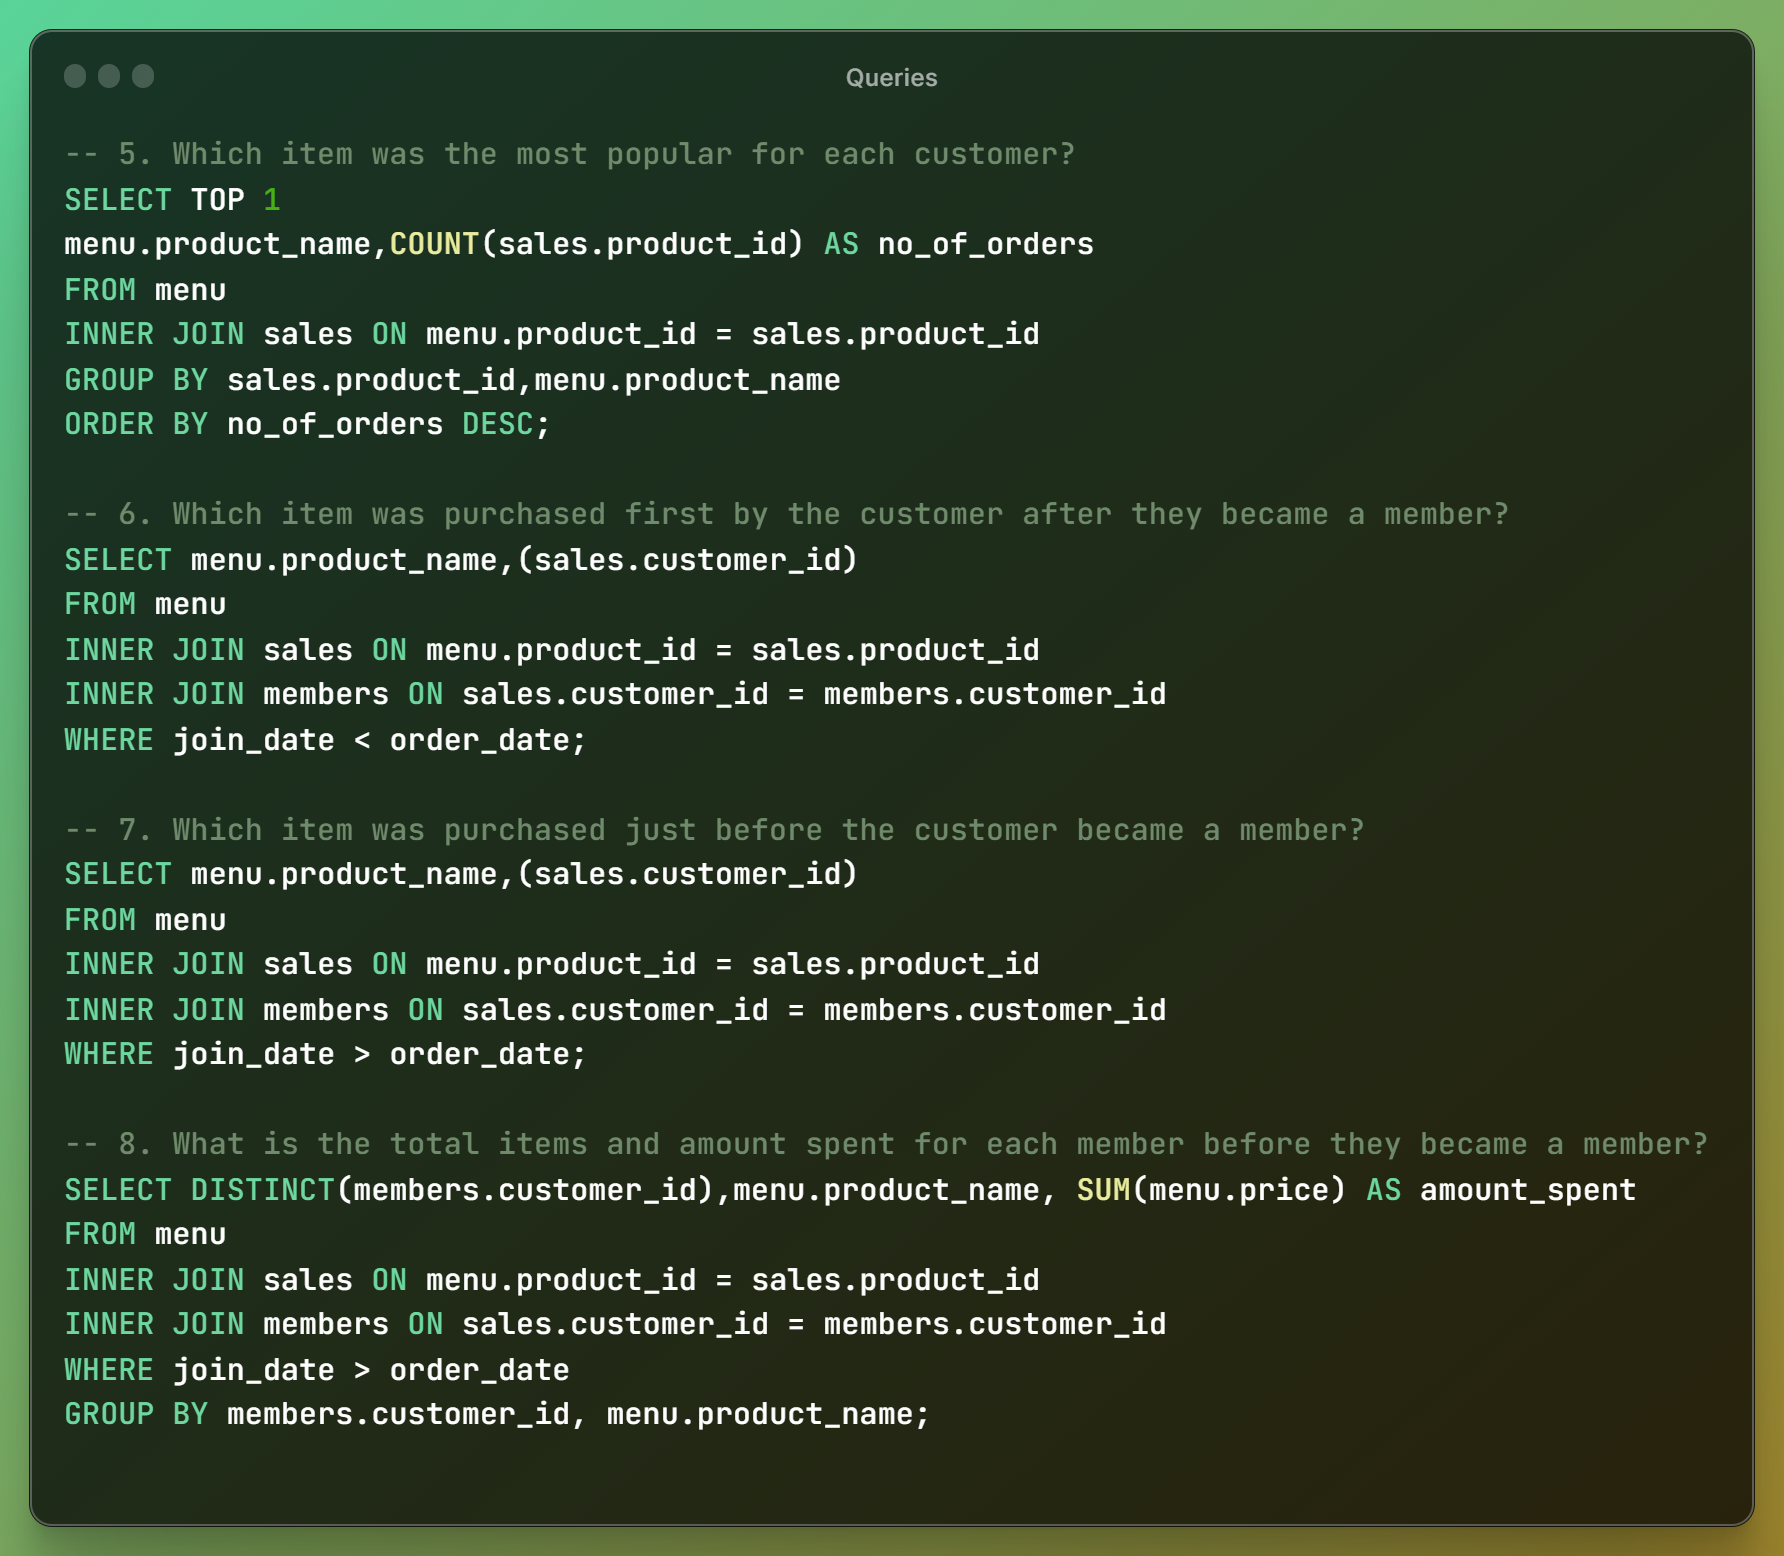 Queries
-- 5. Which item was the most popular for each customer?
SELECT TOP 1
menu.product_name,COUNT(sales.product_id) AS no_of_orders
FROM menu
INNER JOIN sales ON menu.product_id = sales.product_id
GROUP BY sales.product_id,menu.product_name
ORDER BY no_of_orders DESC;
-- 6. Which item was purchased first by the customer after they became a member?
SELECT menu.product_name,(sales.customer_id)
FROM menu
INNER JOIN sales ON menu.product_id = sales.product_id
INNER JOIN members ON sales.customer_id = members.customer_id
WHERE join_date < order_date;
-- 7. Which item was purchased just before the customer became a member?
SELECT menu.product_name,(sales.customer_id)
FROM menu
INNER JOIN sales ON menu.product_id = sales.product_id
INNER JOIN members ON sales.customer_id = members.customer_id
WHERE join_date > order_date;
-- 8. What is the total items and amount spent for each member before they became a member?
SELECT DISTINCT(members.customer_id),menu.product_name, SUM(menu.price) AS amount_spent
FROM menu
INNER JOIN sales ON menu.product_id = sales.product_id
INNER JOIN members ON sales.customer_id = members.customer_id
WHERE join_date > order_date
GROUP BY members.customer_id, menu.product_name;